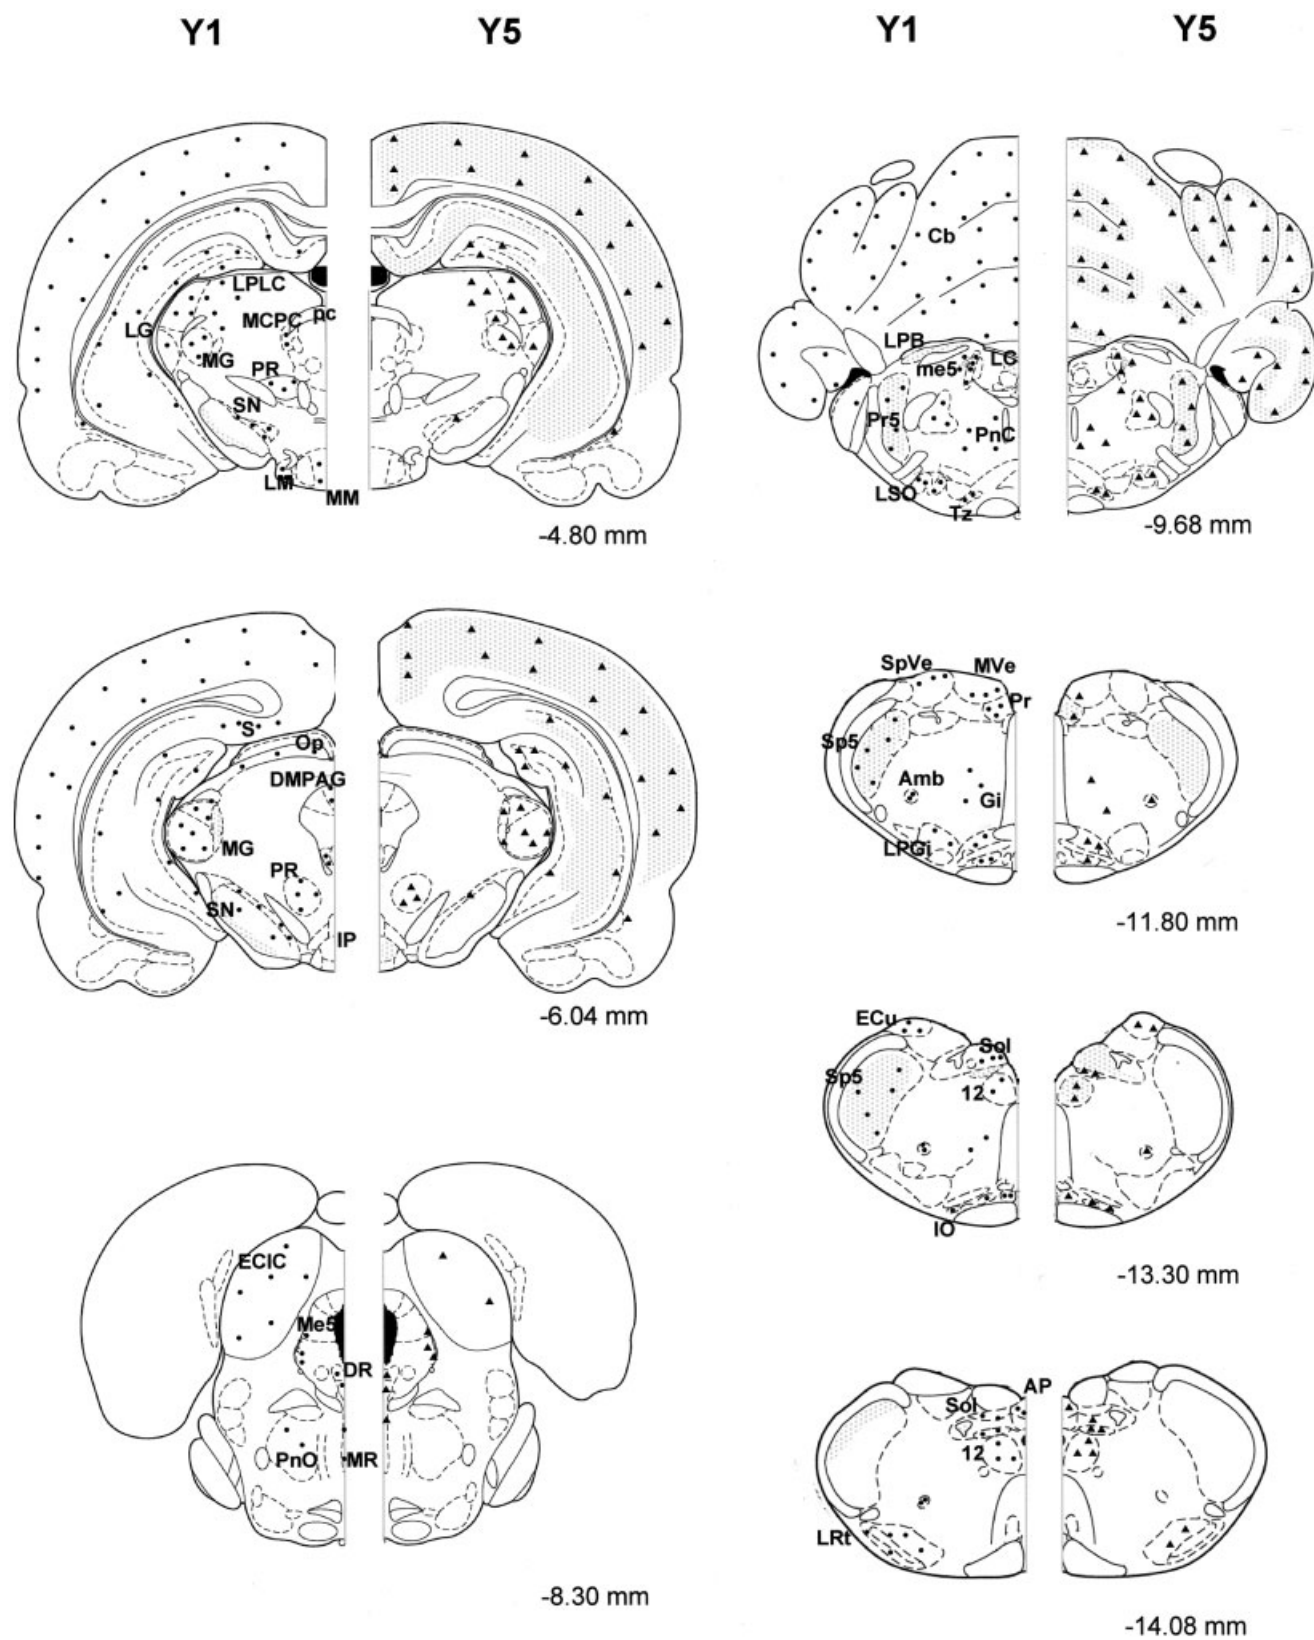 Y1 Y5
LPLC
MCPC pc
LG
MG
PR
SN
LM
MM
-4.80 mm
S
Op
DMPAG
MG
PR
SN
IP
-6.04 mm
ECIC
Me5
DR
PnO MR
-8.30 mm
Y1 Y5
Cb
LPB
LC
me5
Pr5
PnC
LSO
Tz
-9.68 mm
SpVe MVe
Pr
Sp5
Amb
Gi
LPGi
-11.80 mm
ECu
Sol
Sp5
12
IO
-13.30 mm
AP
Sol
12
LRt
-14.08 mm